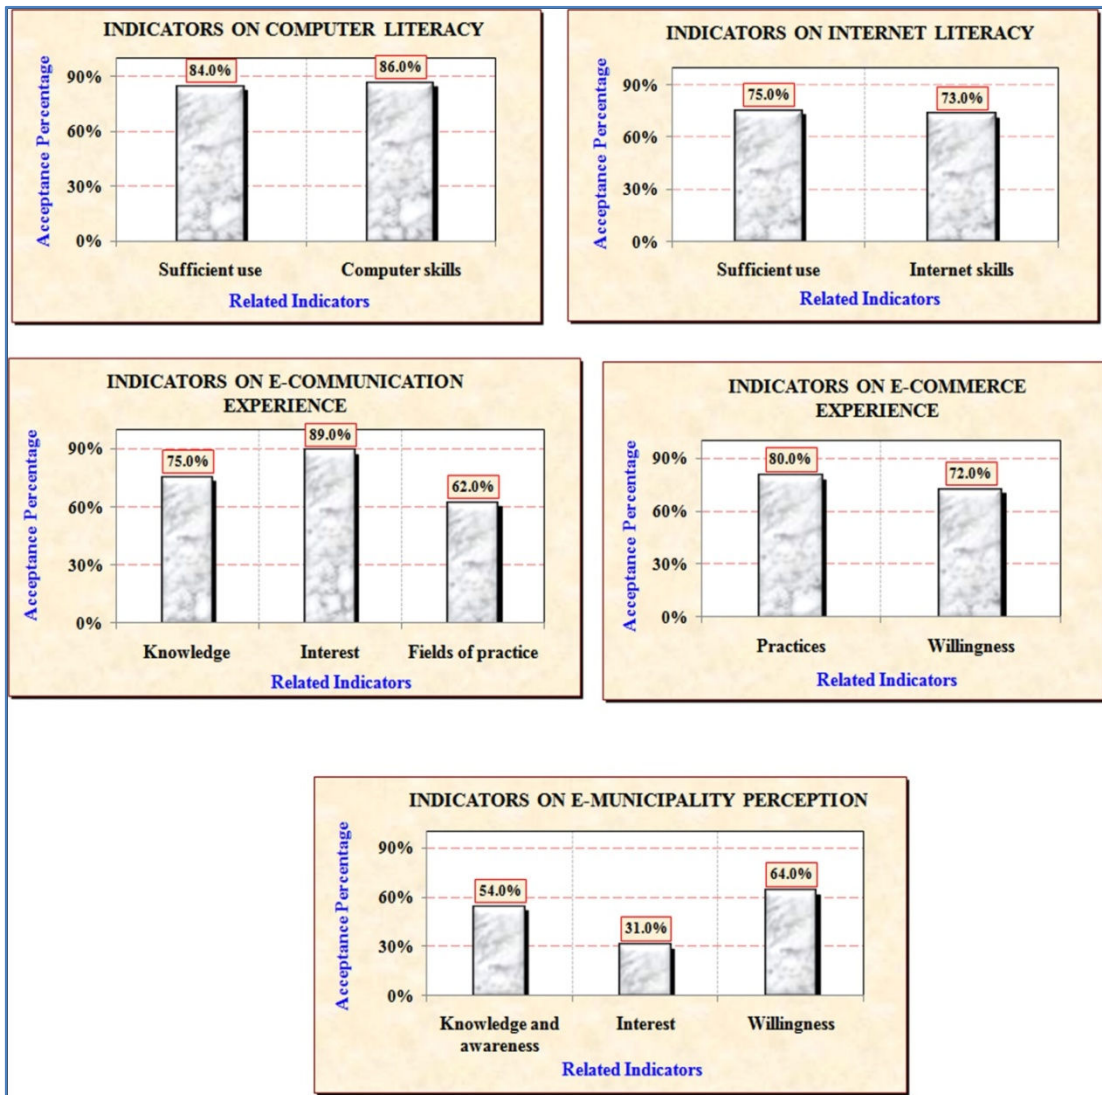 INDICATORS ON COMPUTER LITERACY
Acceptance Percentage
90%
60%
30%
0%
84.0%
86.0%
Sufficient use
Computer skills
Related Indicators
INDICATORS ON INTERNET LITERACY
Acceptance Percentage
90%
60%
30%
0%
75.0%
73.0%
Sufficient use
Internet skills
Related Indicators
INDICATORS ON E-COMMUNICATION
EXPERIENCE
Acceptance Percentage
90%
60%
30%
0%
75.0%
89.0%
62.0%
Knowledge
Interest
Fields of practice
Related Indicators
INDICATORS ON E-COMMERCE
EXPERIENCE
Acceptance Percentage
90%
60%
30%
0%
80.0%
72.0%
Practices
Willingness
Related Indicators
INDICATORS ON E-MUNICIPALITY PERCEPTION
Acceptance Percentage
90%
60%
30%
0%
54.0%
31.0%
64.0%
Knowledge and
awareness
Interest
Willingness
Related Indicators